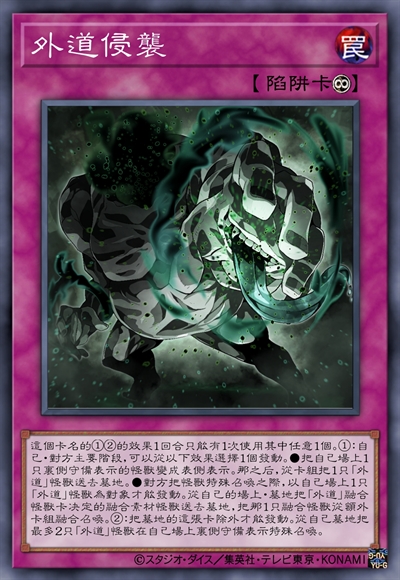 外道侵襲
罠
【陷阱卡】
這個卡名的①②的效果1回合只能有1次使用其中任意1個。①：自
己·對方主要階段，可以從以下效果選擇1個發動。●把自己場上1
只裏側守備表示的怪獸變成表側表示。那之后，從卡組把1只「外
道」怪獸送去墓地。●對方把怪獸特殊召喚之際，以自己場上1只
「外道」怪獸為對象才能發動。從自己的場上·墓地把「外道」融合
怪獸卡決定的融合素材怪獸送去墓地，把那1只融合怪獸從額外
卡組融合召喚。②：把墓地的這張卡除外才能發動。從自己墓地把
最多2只「外道」怪獸在自己場上裏側守備表示特殊召喚。
©スタジオ·ダイス／集英社·テレビ東京·KONAMI